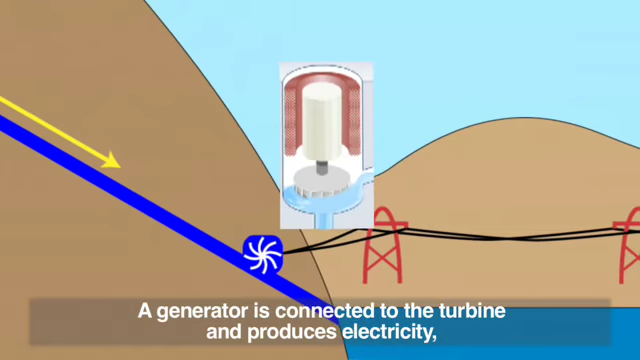 A generator is connected to the turbine
and produces electricity,